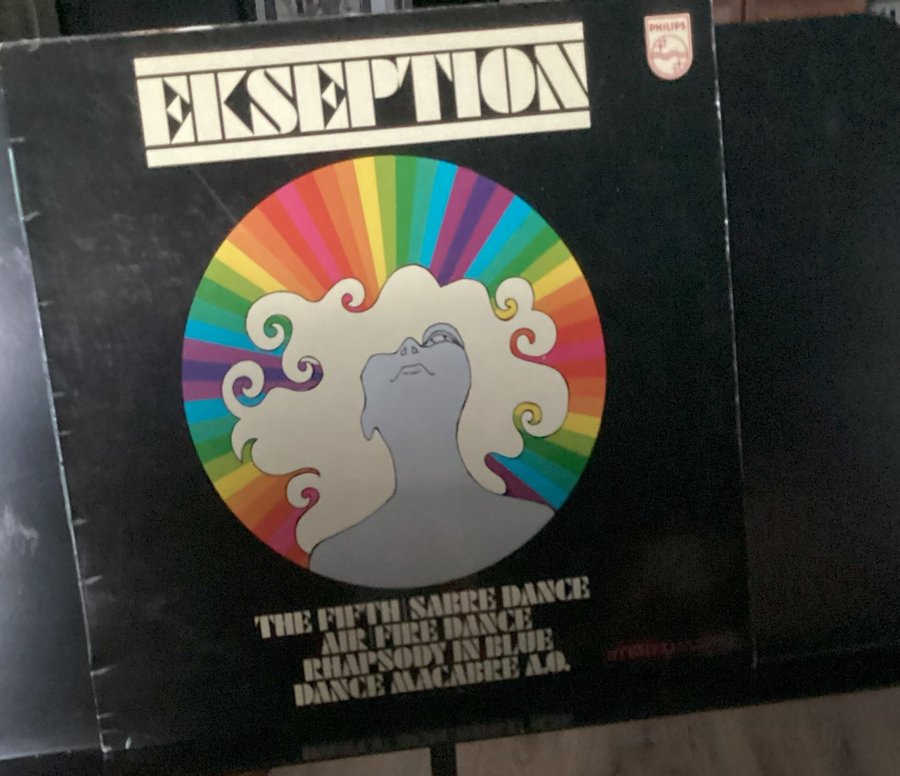 EKSEPTION
PHILIPS
THE FIFTH SABRE DANCE
AIR FIRE DANCE
RHAPSODY IN BLUE
DANCE MACABRE A.O.